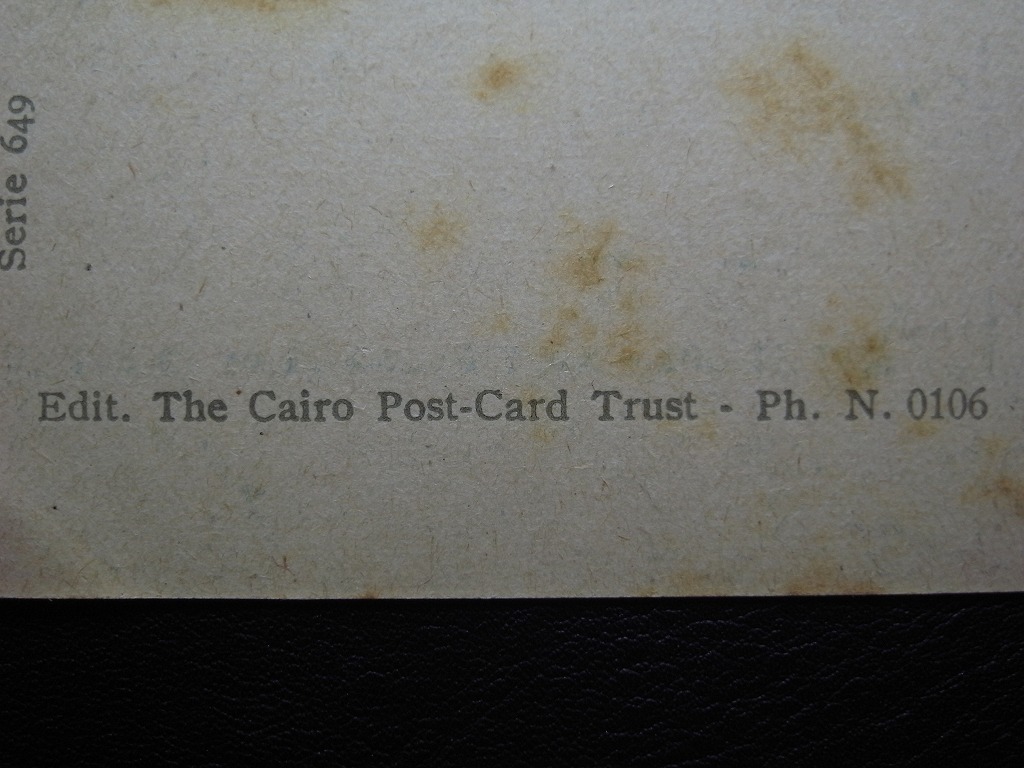 Serie 649
Edit. The Cairo Post-Card Trust - Ph. N. 0106